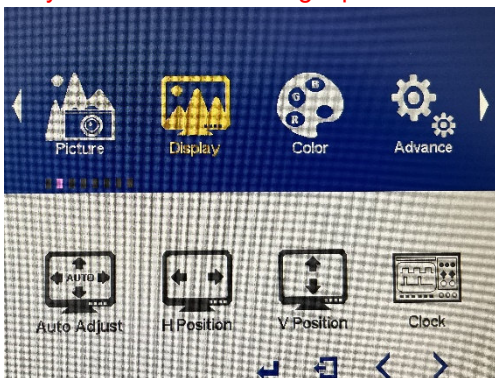 Picture Display Color Advance
AUTO
Auto Adjust H Position V Position Clock